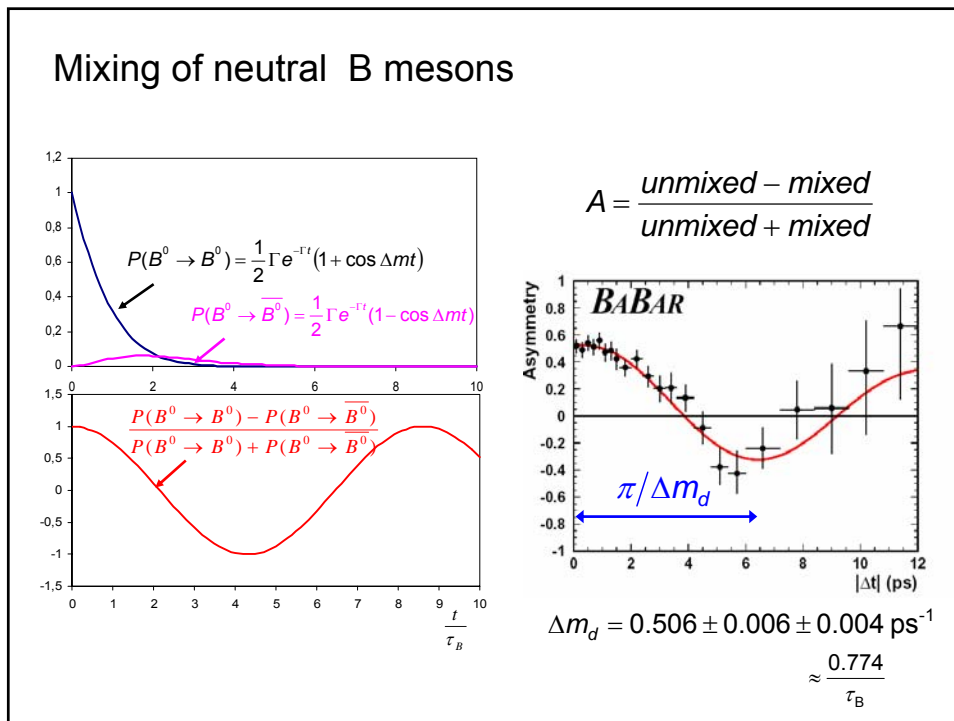 Mixing of neutral B mesons
1,2
1
0,8
0,6
0,4
0,2
0
P(B⁰ → B⁰) = 1/2 Γe^{-Γt}(1 + cos Δmt)
P(B⁰ → B̅⁰) = 1/2 Γe^{-Γt}(1 − cos Δmt)
0 2 4 6 8 10
1,5
1
0,5
0
-0,5
-1
-1,5
P(B⁰ → B⁰) − P(B⁰ → B̅⁰)
P(B⁰ → B⁰) + P(B⁰ → B̅⁰)
0 1 2 3 4 5 6 7 8 9 10
t/τ_B
A = (unmixed − mixed)/(unmixed + mixed)
BABAR
Asymmetry
1
0.8
0.6
0.4
0.2
0
-0.2
-0.4
-0.6
-0.8
-1
π/Δm_d
0 2 4 6 8 10 12
|Δt| (ps)
Δm_d = 0.506 ± 0.006 ± 0.004 ps⁻¹
≈ 0.774/τ_B